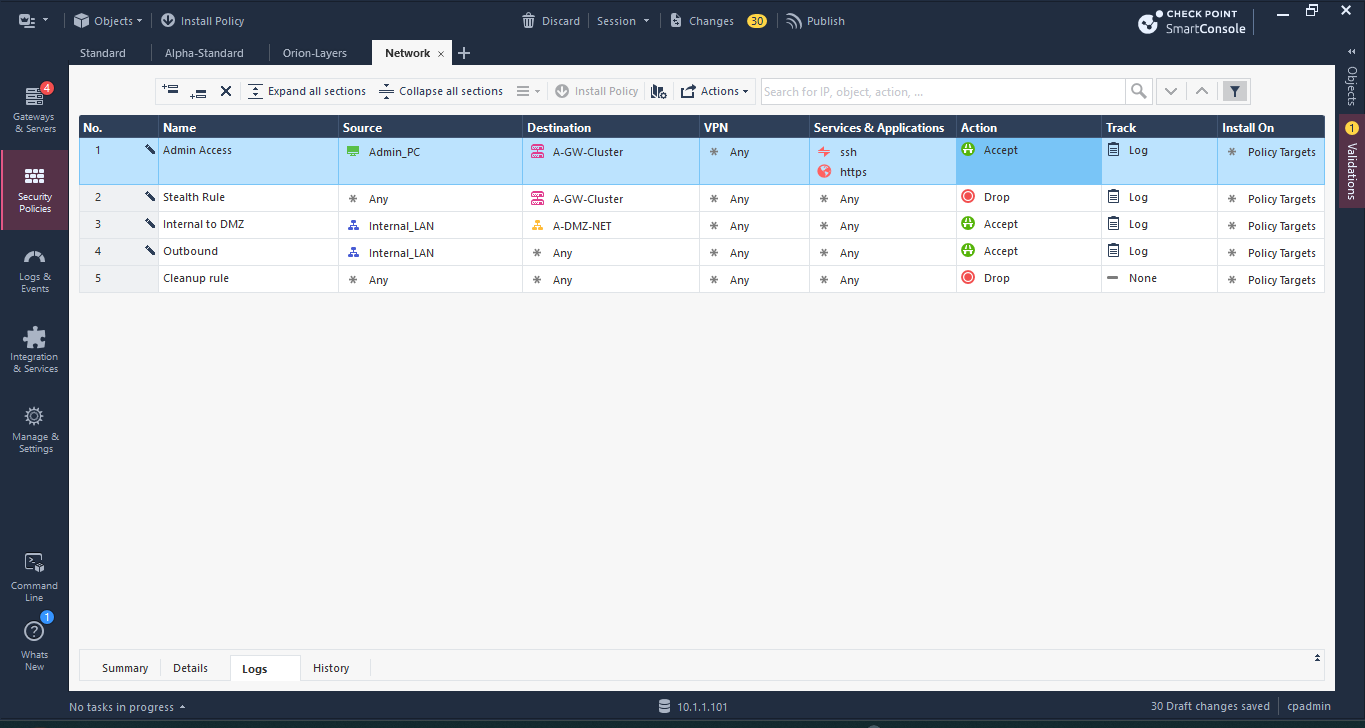 Objects
Install Policy
Discard
Session
Changes
30
Publish
CHECK POINT
SmartConsole
Standard
Alpha-Standard
Orion-Layers
Network
4
Gateways
& Servers
Security
Policies
Logs &
Events
Integration
& Services
Manage &
Settings
Command
Line
1
Whats
New
Expand all sections
Collapse all sections
Install Policy
Actions
Search for IP, object, action, ...
Objects
1
Validations
No. Name Source Destination VPN Services & Applications Action Track Install On
1 Admin Access Admin_PC A-GW-Cluster * Any ssh Accept Log * Policy Targets
https
2 Stealth Rule * Any A-GW-Cluster * Any * Any Drop Log * Policy Targets
3 Internal to DMZ Internal_LAN A-DMZ-NET * Any * Any Accept Log * Policy Targets
4 Outbound Internal_LAN * Any * Any * Any Accept Log * Policy Targets
5 Cleanup rule * Any * Any * Any * Any Drop None * Policy Targets
Summary
Details
Logs
History
No tasks in progress
10.1.1.101
30 Draft changes saved
cpadmin